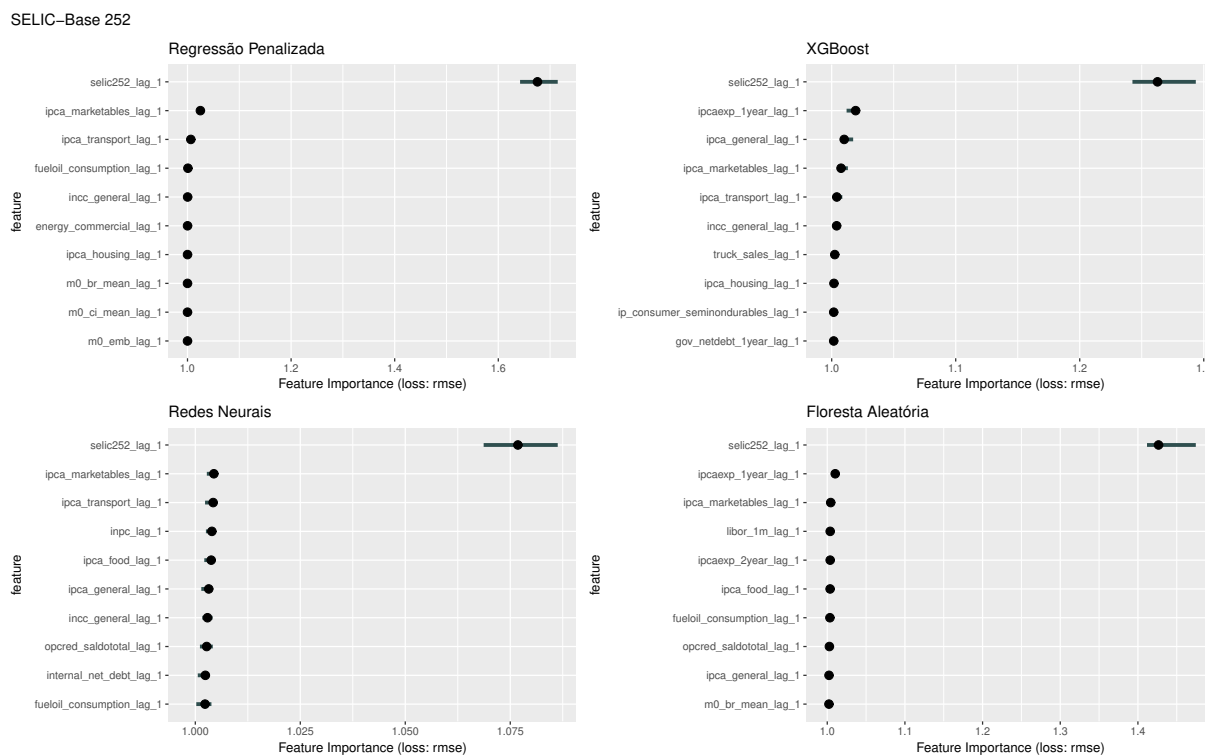 SELIC−Base 252
Regressão Penalizada
selic252_lag_1
ipca_marketables_lag_1
ipca_transport_lag_1
fueloil_consumption_lag_1
incc_general_lag_1
energy_commercial_lag_1
ipca_housing_lag_1
m0_br_mean_lag_1
m0_ci_mean_lag_1
m0_emb_lag_1
feature
1.0 1.2 1.4 1.6
Feature Importance (loss: rmse)
XGBoost
selic252_lag_1
ipcaexp_1year_lag_1
ipca_general_lag_1
ipca_marketables_lag_1
ipca_transport_lag_1
incc_general_lag_1
truck_sales_lag_1
ipca_housing_lag_1
ip_consumer_seminondurables_lag_1
gov_netdebt_1year_lag_1
feature
1.0 1.1 1.2 1.
Feature Importance (loss: rmse)
Redes Neurais
selic252_lag_1
ipca_marketables_lag_1
ipca_transport_lag_1
inpc_lag_1
ipca_food_lag_1
ipca_general_lag_1
incc_general_lag_1
opcred_saldototal_lag_1
internal_net_debt_lag_1
fueloil_consumption_lag_1
feature
1.000 1.025 1.050 1.075
Feature Importance (loss: rmse)
Floresta Aleatória
selic252_lag_1
ipcaexp_1year_lag_1
ipca_marketables_lag_1
libor_1m_lag_1
ipcaexp_2year_lag_1
ipca_food_lag_1
fueloil_consumption_lag_1
opcred_saldototal_lag_1
ipca_general_lag_1
m0_br_mean_lag_1
feature
1.0 1.1 1.2 1.3 1.4
Feature Importance (loss: rmse)